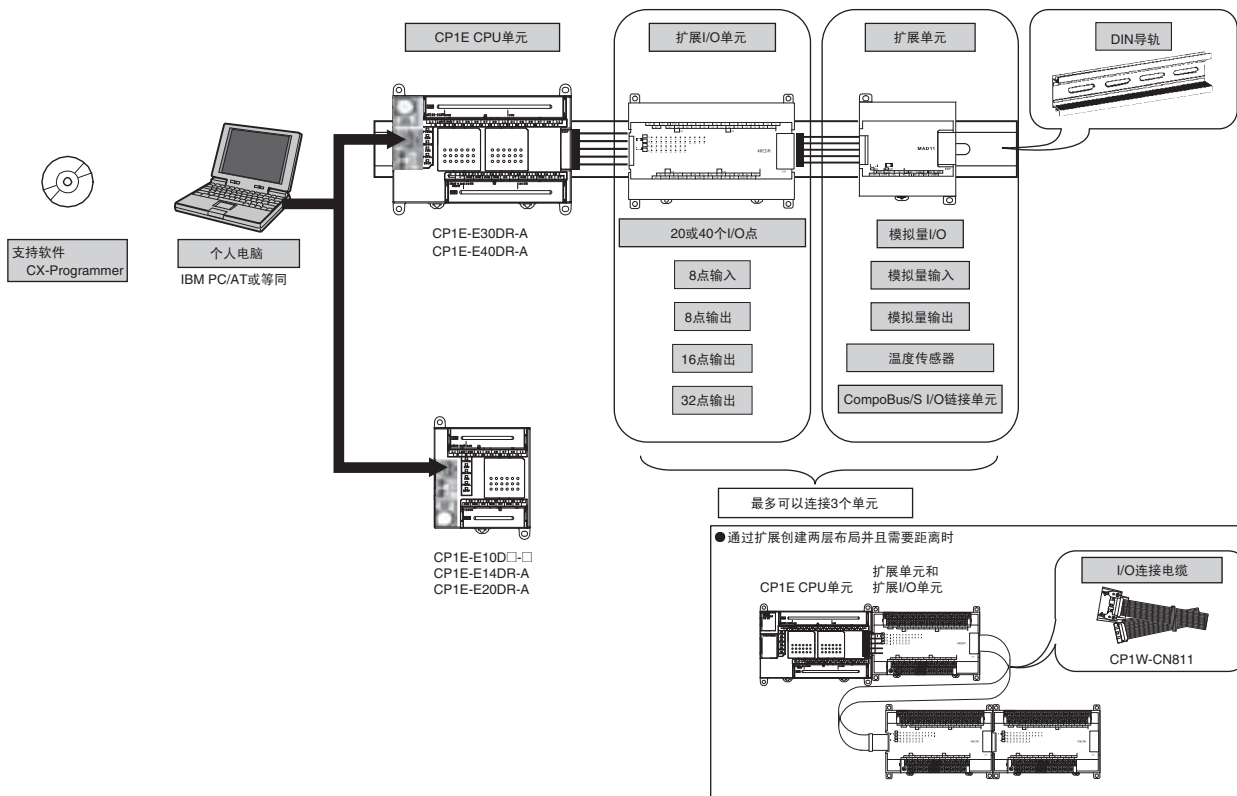 CP1E CPU单元
扩展I/O单元
扩展单元
DIN导轨
MAD11
支持软件
CX-Programmer
个人电脑
IBM PC/AT或等同
CP1E-E30DR-A
CP1E-E40DR-A
20或40个I/O点
8点输入
8点输出
16点输出
32点输出
模拟量I/O
模拟量输入
模拟量输出
温度传感器
CompoBus/S I/O链接单元
CP1E-E10D□-□
CP1E-E14DR-A
CP1E-E20DR-A
最多可以连接3个单元
●通过扩展创建两层布局并且需要距离时
CP1E CPU单元
扩展单元和
扩展I/O单元
I/O连接电缆
CP1W-CN811